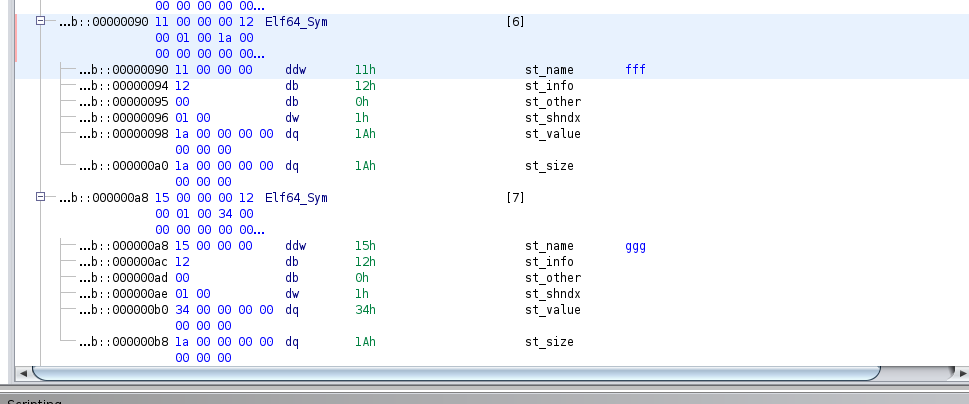 00 00 00 00 00...
...b::00000090 11 00 00 00 12 Elf64_Sym [6]
00 01 00 1a 00
00 00 00 00 00...
...b::00000090 11 00 00 00 ddw 11h st_name fff
...b::00000094 12 db 12h st_info
...b::00000095 00 db 0h st_other
...b::00000096 01 00 dw 1h st_shndx
...b::00000098 1a 00 00 00 00 dq 1Ah st_value
00 00 00
...b::000000a0 1a 00 00 00 00 dq 1Ah st_size
00 00 00
...b::000000a8 15 00 00 00 12 Elf64_Sym [7]
00 01 00 34 00
00 00 00 00 00...
...b::000000a8 15 00 00 00 ddw 15h st_name ggg
...b::000000ac 12 db 12h st_info
...b::000000ad 00 db 0h st_other
...b::000000ae 01 00 dw 1h st_shndx
...b::000000b0 34 00 00 00 00 dq 34h st_value
00 00 00
...b::000000b8 1a 00 00 00 00 dq 1Ah st_size
00 00 00
Scripting